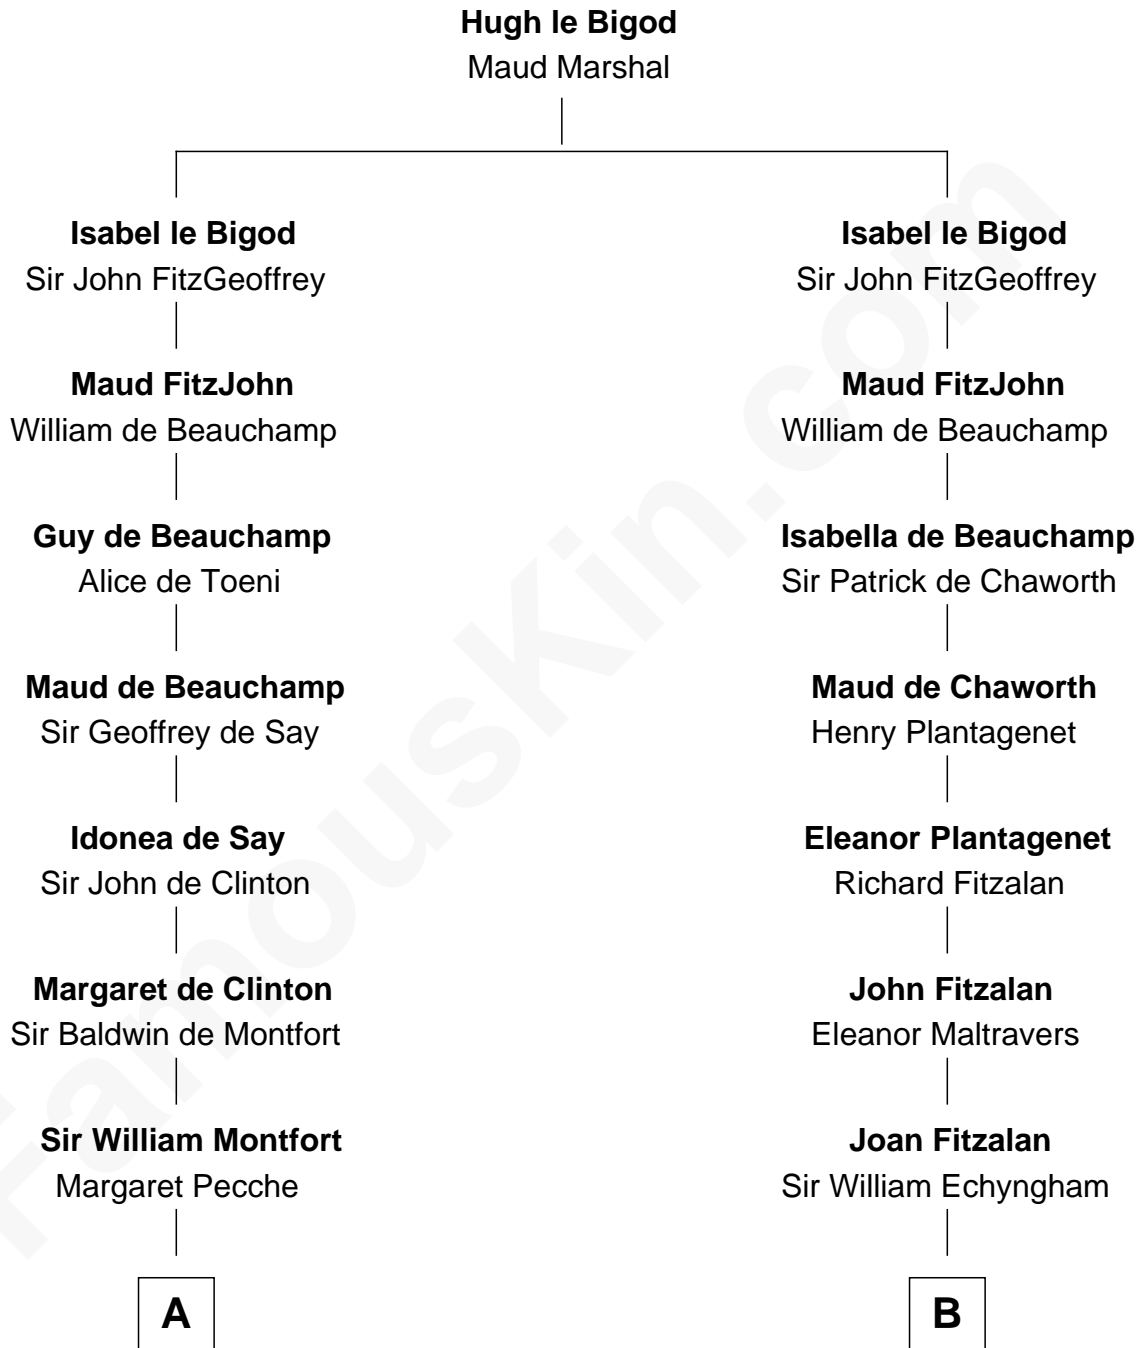 Hugh le Bigod
Maud Marshal
Isabel le Bigod
Sir John FitzGeoffrey
Maud FitzJohn
William de Beauchamp
Guy de Beauchamp
Alice de Toeni
Maud de Beauchamp
Sir Geoffrey de Say
Idonea de Say
Sir John de Clinton
Margaret de Clinton
Sir Baldwin de Montfort
Sir William Montfort
Margaret Pecche
A
Isabel le Bigod
Sir John FitzGeoffrey
Maud FitzJohn
William de Beauchamp
Isabella de Beauchamp
Sir Patrick de Chaworth
Maud de Chaworth
Henry Plantagenet
Eleanor Plantagenet
Richard Fitzalan
John Fitzalan
Eleanor Maltravers
Joan Fitzalan
Sir William Echyngham
B
FamousKin.com